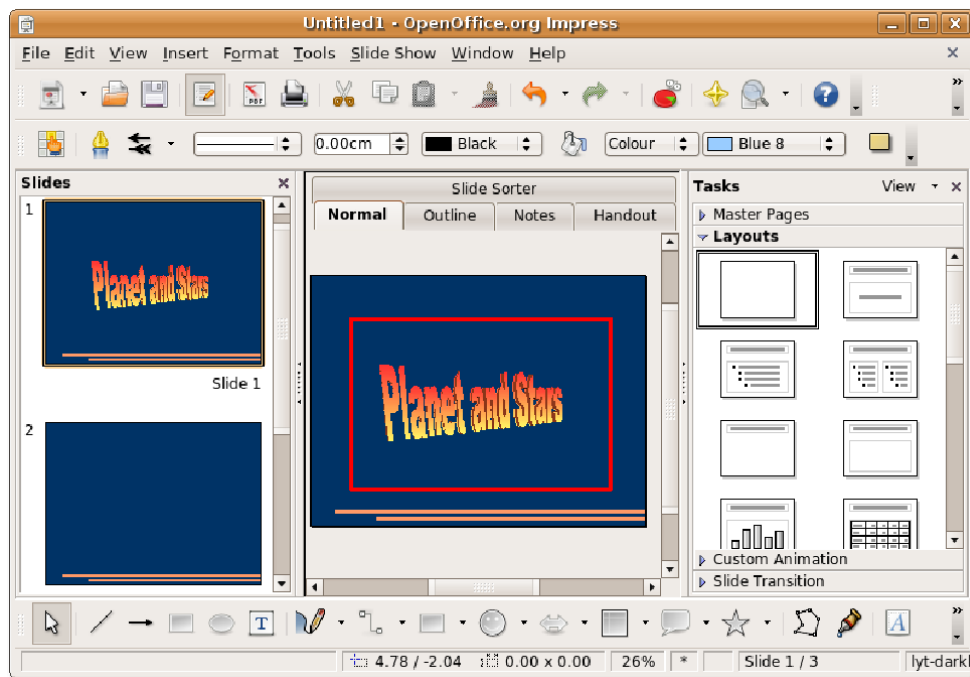 Untitled1 - OpenOffice.org Impress
File Edit View Insert Format Tools Slide Show Window Help
PDF
0.00cm Black Colour Blue 8
Slides
1
Planet and Stars
Slide 1
2
Slide Sorter
Normal Outline Notes Handout
Planet and Stars
Tasks View
Master Pages
Layouts
Custom Animation
Slide Transition
T A
4.78 / -2.04 0.00 x 0.00 26% * Slide 1 / 3 lyt-dark